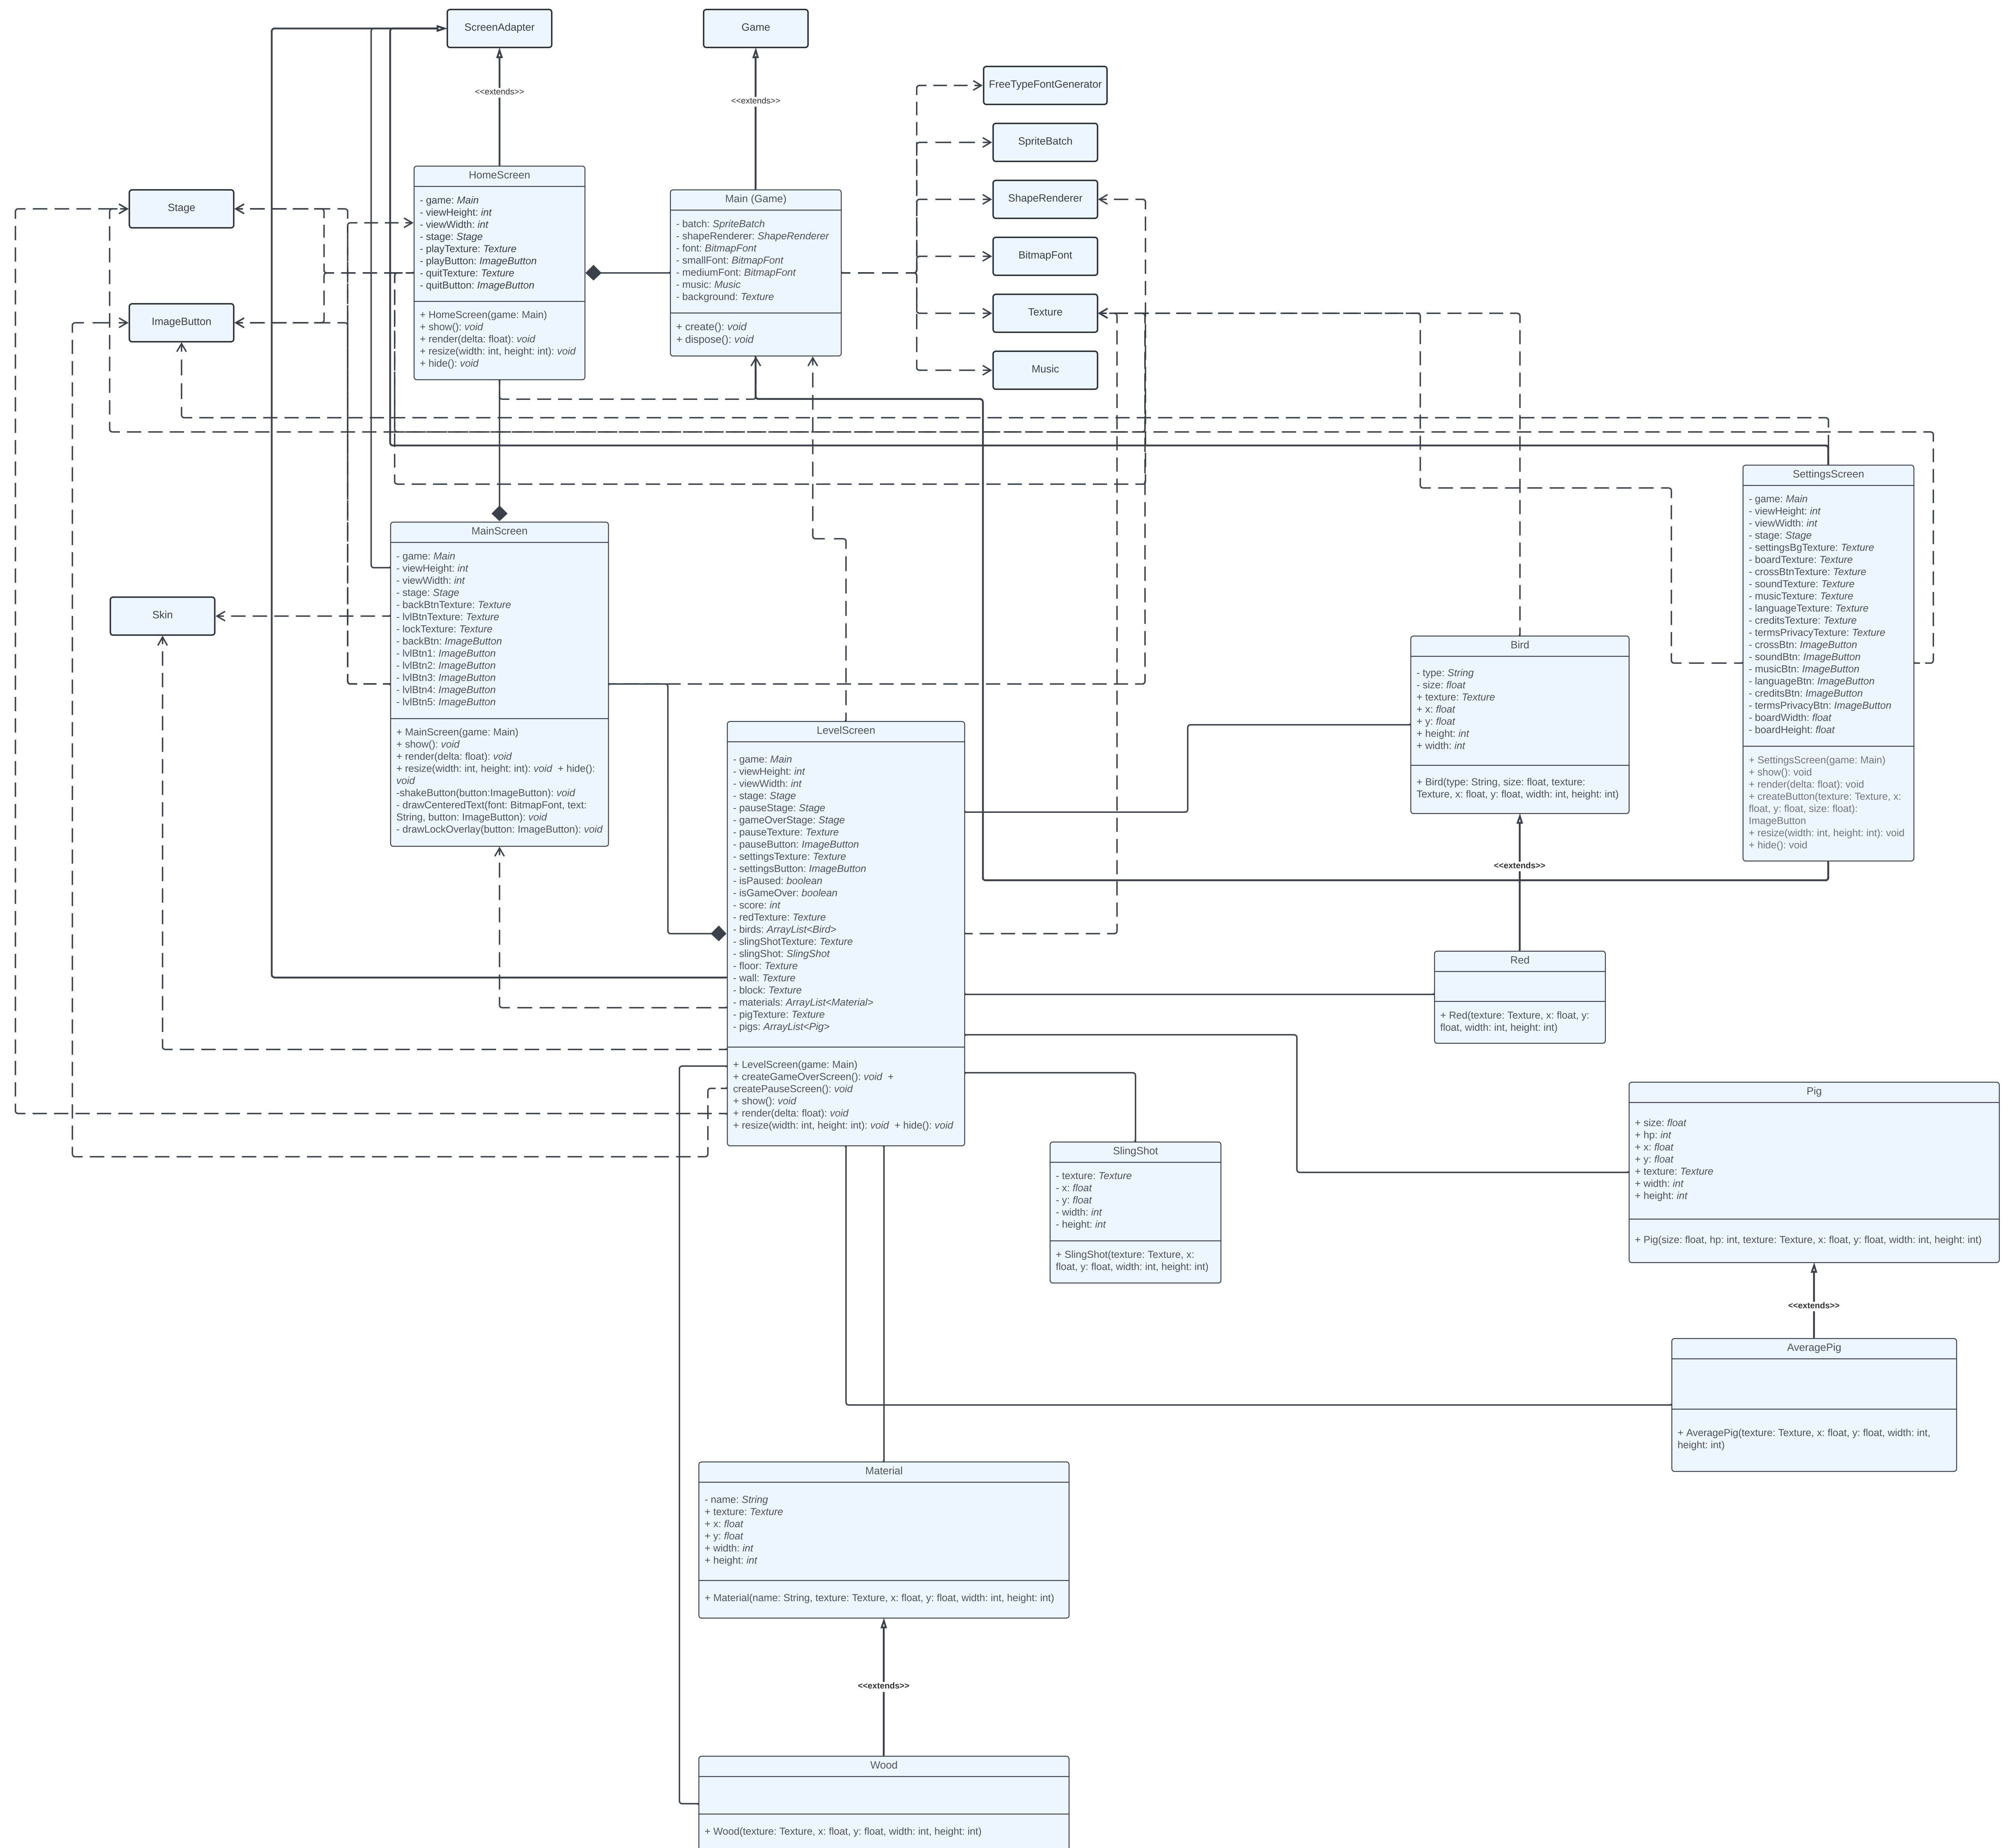 ScreenAdapter
Game
<<extends>>
<<extends>>
FreeTypeFontGenerator
SpriteBatch
ShapeRenderer
BitmapFont
Texture
Music
Stage
ImageButton
Skin
HomeScreen
- game: Main
- viewHeight: int
- viewWidth: int
- stage: Stage
- playTexture: Texture
- playButton: ImageButton
- quitTexture: Texture
- quitButton: ImageButton
+ HomeScreen(game: Main)
+ show(): void
+ render(delta: float): void
+ resize(width: int, height: int): void
+ hide(): void
Main (Game)
- batch: SpriteBatch
- shapeRenderer: ShapeRenderer
- font: BitmapFont
- smallFont: BitmapFont
- mediumFont: BitmapFont
- music: Music
- background: Texture
+ create(): void
+ dispose(): void
MainScreen
- game: Main
- viewHeight: int
- viewWidth: int
- stage: Stage
- backBtnTexture: Texture
- lvlBtnTexture: Texture
- lockTexture: Texture
- backBtn: ImageButton
- lvlBtn1: ImageButton
- lvlBtn2: ImageButton
- lvlBtn3: ImageButton
- lvlBtn4: ImageButton
- lvlBtn5: ImageButton
+ MainScreen(game: Main)
+ show(): void
+ render(delta: float): void
+ resize(width: int, height: int): void  + hide():
void
-shakeButton(button:ImageButton): void
- drawCenteredText(font: BitmapFont, text:
String, button: ImageButton): void
- drawLockOverlay(button: ImageButton): void
SettingsScreen
- game: Main
- viewHeight: int
- viewWidth: int
- stage: Stage
- settingsBgTexture: Texture
- boardTexture: Texture
- crossBtnTexture: Texture
- soundTexture: Texture
- musicTexture: Texture
- languageTexture: Texture
- creditsTexture: Texture
- termsPrivacyTexture: Texture
- crossBtn: ImageButton
- soundBtn: ImageButton
- musicBtn: ImageButton
- languageBtn: ImageButton
- creditsBtn: ImageButton
- termsPrivacyBtn: ImageButton
- boardWidth: float
- boardHeight: float
+ SettingsScreen(game: Main)
+ show(): void
+ render(delta: float): void
+ createButton(texture: Texture, x:
float, y: float, size: float):
ImageButton
+ resize(width: int, height: int): void
+ hide(): void
Bird
- type: String
- size: float
+ texture: Texture
+ x: float
+ y: float
+ height: int
+ width: int
+ Bird(type: String, size: float, texture:
Texture, x: float, y: float, width: int, height: int)
<<extends>>
LevelScreen
- game: Main
- viewHeight: int
- viewWidth: int
- stage: Stage
- pauseStage: Stage
- gameOverStage: Stage
- pauseTexture: Texture
- pauseButton: ImageButton
- settingsTexture: Texture
- settingsButton: ImageButton
- isPaused: boolean
- isGameOver: boolean
- score: int
- redTexture: Texture
- birds: ArrayList<Bird>
- slingShotTexture: Texture
- slingShot: SlingShot
- floor: Texture
- wall: Texture
- block: Texture
- materials: ArrayList<Material>
- pigTexture: Texture
- pigs: ArrayList<Pig>
+ LevelScreen(game: Main)
+ createGameOverScreen(): void  +
createPauseScreen(): void
+ show(): void
+ render(delta: float): void
+ resize(width: int, height: int): void  + hide(): void
Red
+ Red(texture: Texture, x: float, y:
float, width: int, height: int)
SlingShot
- texture: Texture
- x: float
- y: float
- width: int
- height: int
+ SlingShot(texture: Texture, x:
float, y: float, width: int, height: int)
Pig
+ size: float
+ hp: int
+ x: float
+ y: float
+ texture: Texture
+ width: int
+ height: int
+ Pig(size: float, hp: int, texture: Texture, x: float, y: float, width: int, height: int)
<<extends>>
AveragePig
+ AveragePig(texture: Texture, x: float, y: float, width: int,
height: int)
Material
- name: String
+ texture: Texture
+ x: float
+ y: float
+ width: int
+ height: int
+ Material(name: String, texture: Texture, x: float, y: float, width: int, height: int)
<<extends>>
Wood
+ Wood(texture: Texture, x: float, y: float, width: int, height: int)